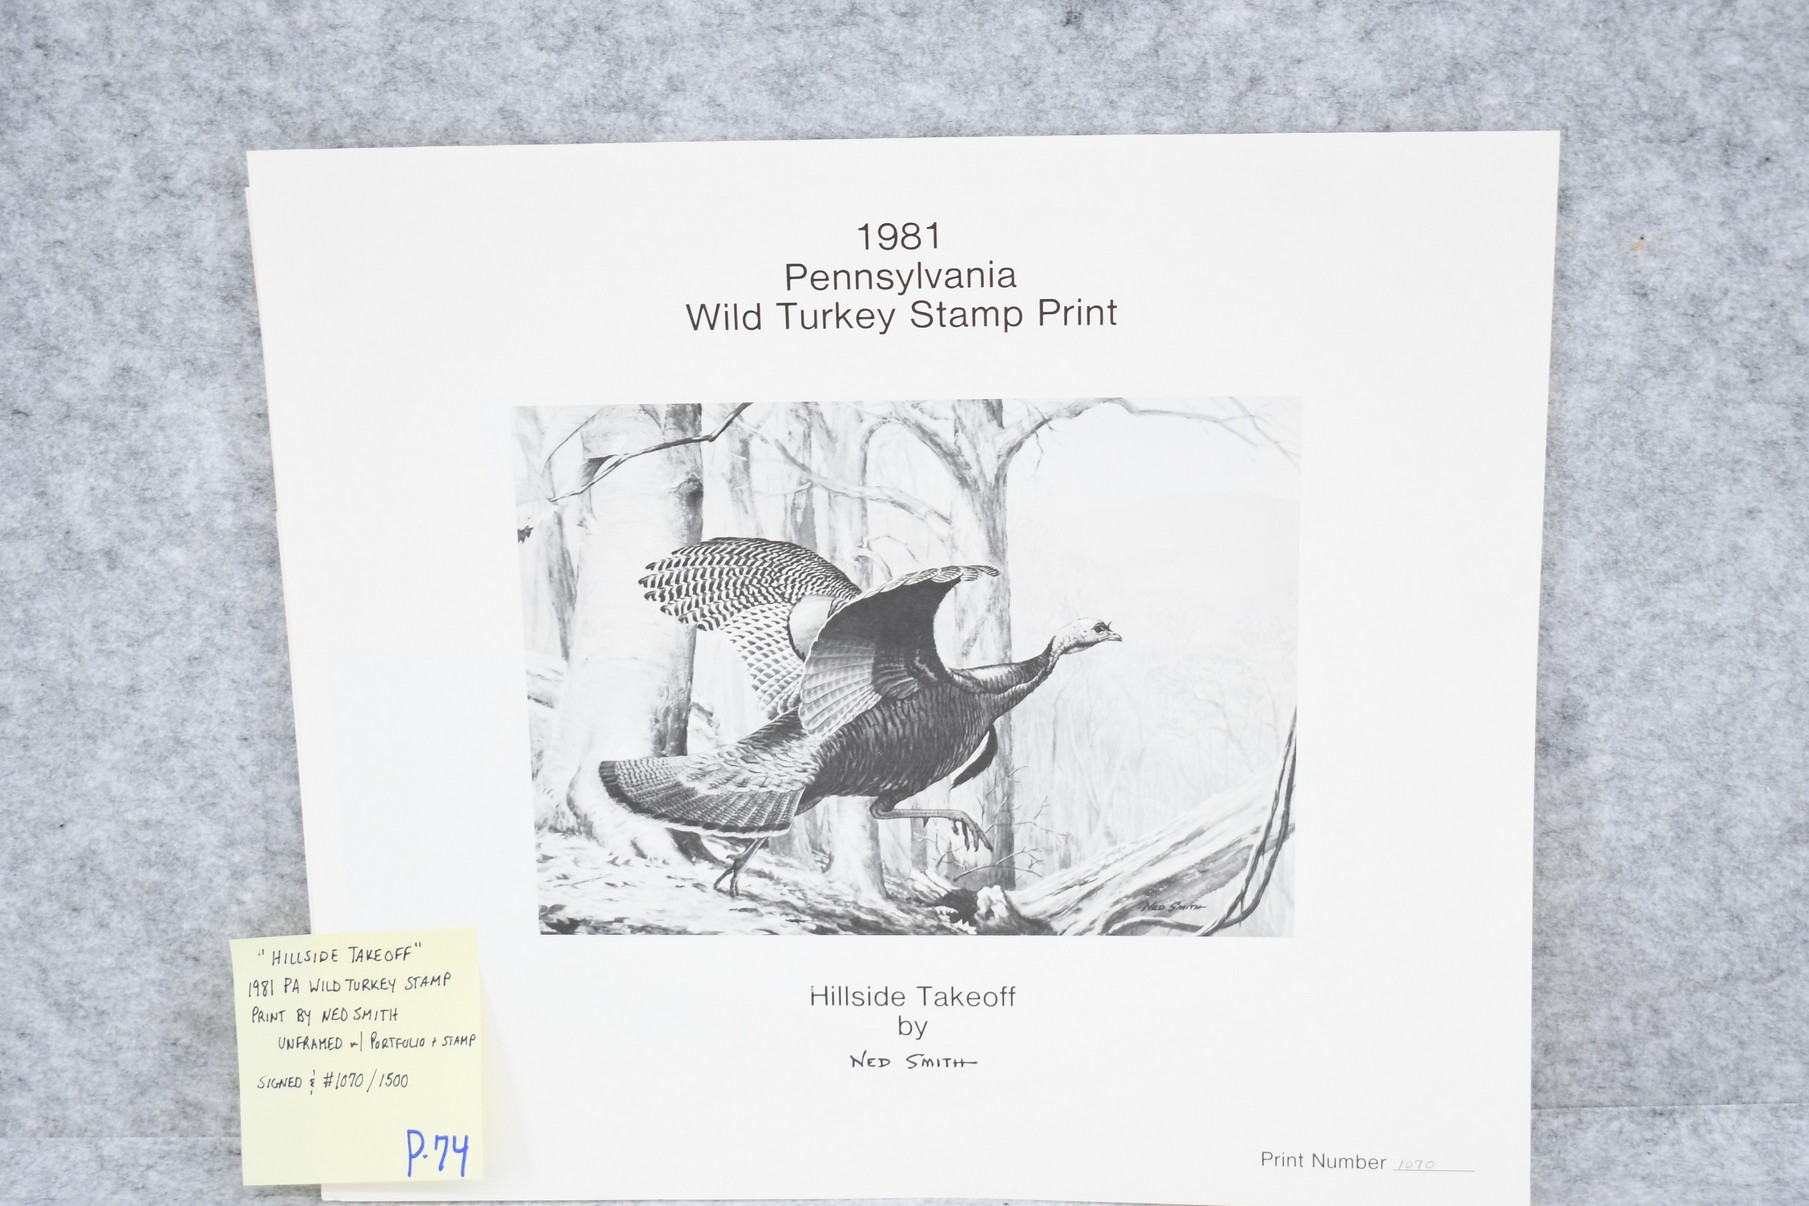 1981
Pennsylvania
Wild Turkey Stamp Print
NED SMITH
Hillside Takeoff
by
NED SMITH
Print Number 1070
"HILLSIDE TAKEOFF"
1981 PA WILD TURKEY STAMP
PRINT BY NED SMITH
UNFRAMED w/ PORTFOLIO + STAMP
SIGNED & #1070/1500
P.74